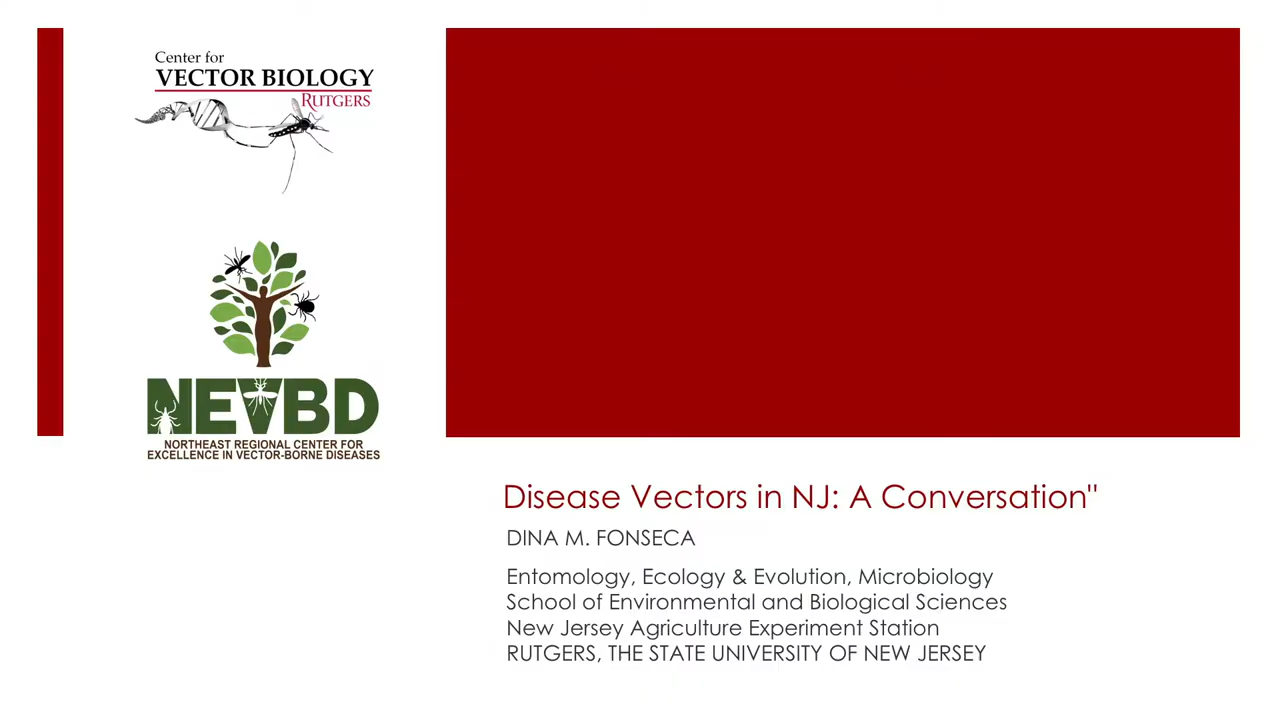 Center for
VECTOR BIOLOGY
RUTGERS
NEVBD
NORTHEAST REGIONAL CENTER FOR
EXCELLENCE IN VECTOR-BORNE DISEASES
Disease Vectors in NJ: A Conversation"
DINA M. FONSECA
Entomology, Ecology & Evolution, Microbiology
School of Environmental and Biological Sciences
New Jersey Agriculture Experiment Station
RUTGERS, THE STATE UNIVERSITY OF NEW JERSEY